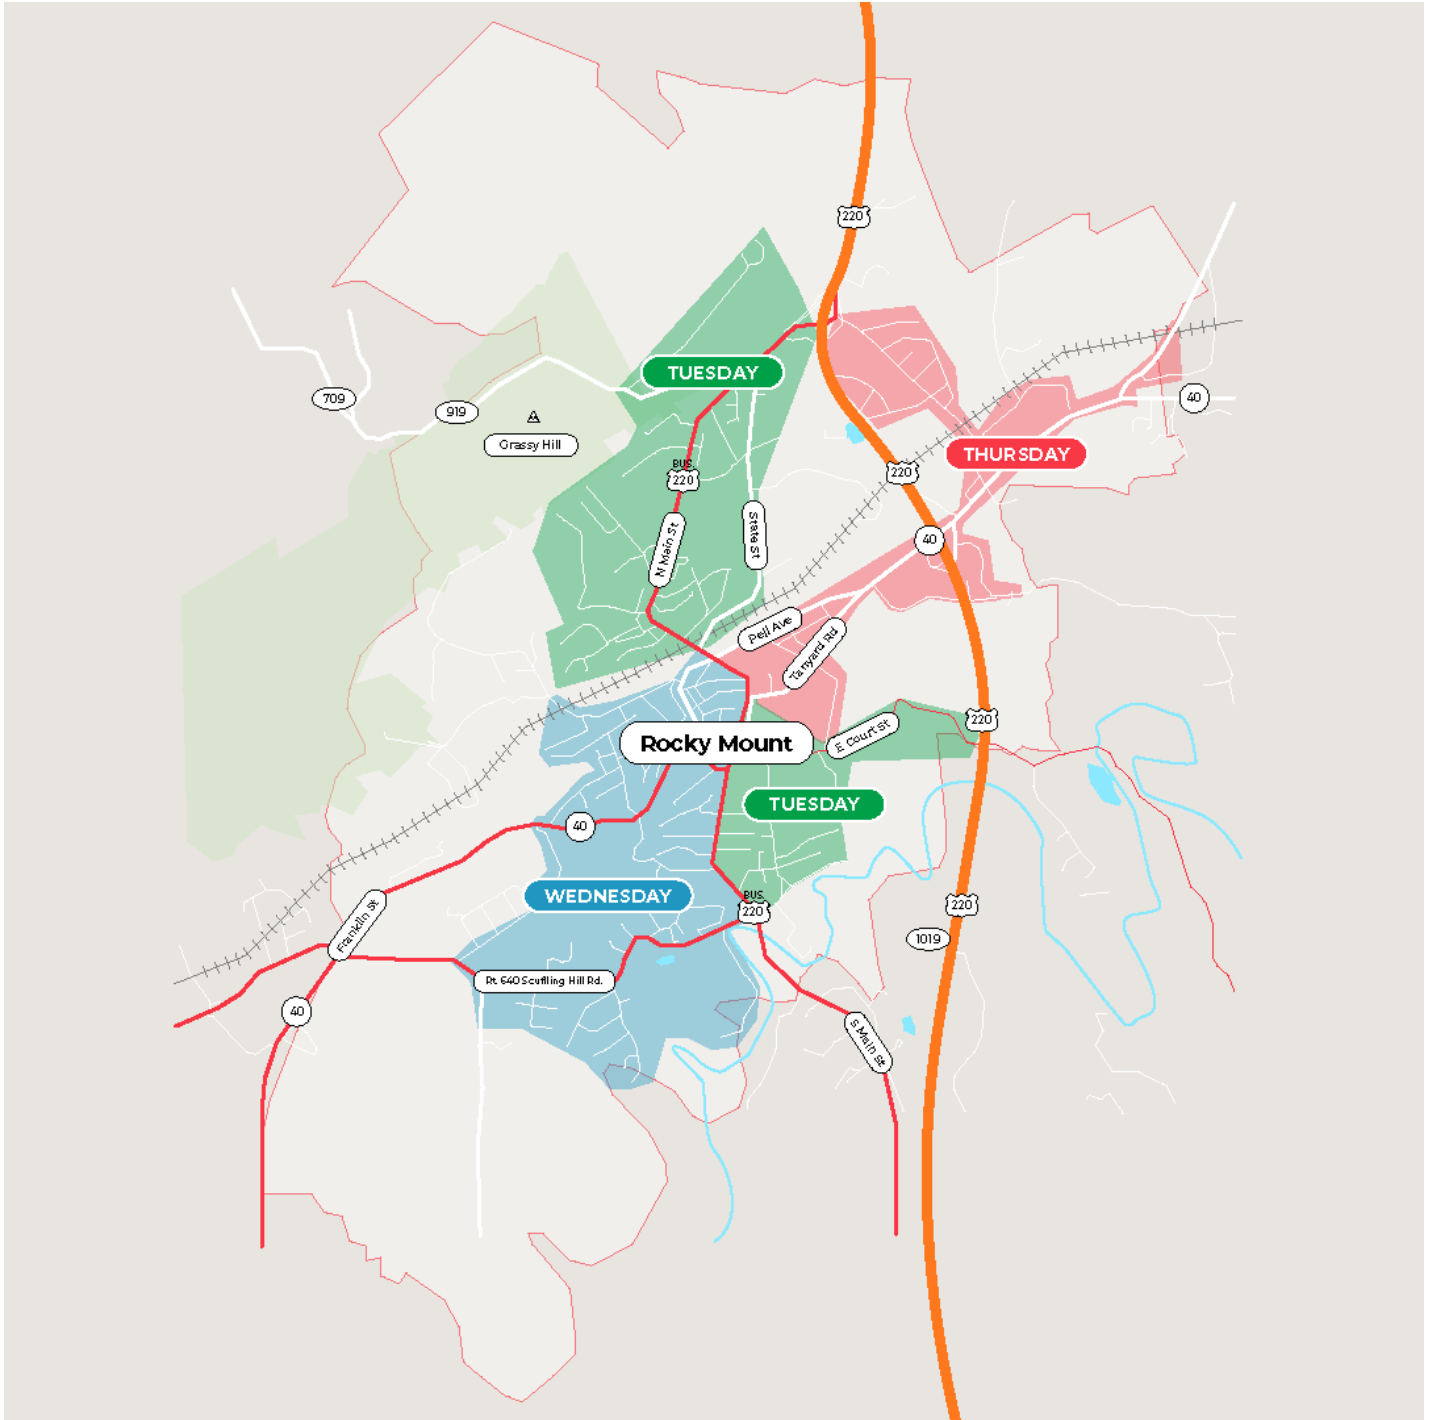 220
TUESDAY
709
919
40
Grassy Hill
THURSDAY
BUS.
220
220
N Main St
State St
40
Pell Ave
Tanyard Rd
220
Rocky Mount
E Court St
TUESDAY
40
WEDNESDAY
BUS.
220
220
Franklin St
1019
Rt. 640 Scuffling Hill Rd.
40
S Main St